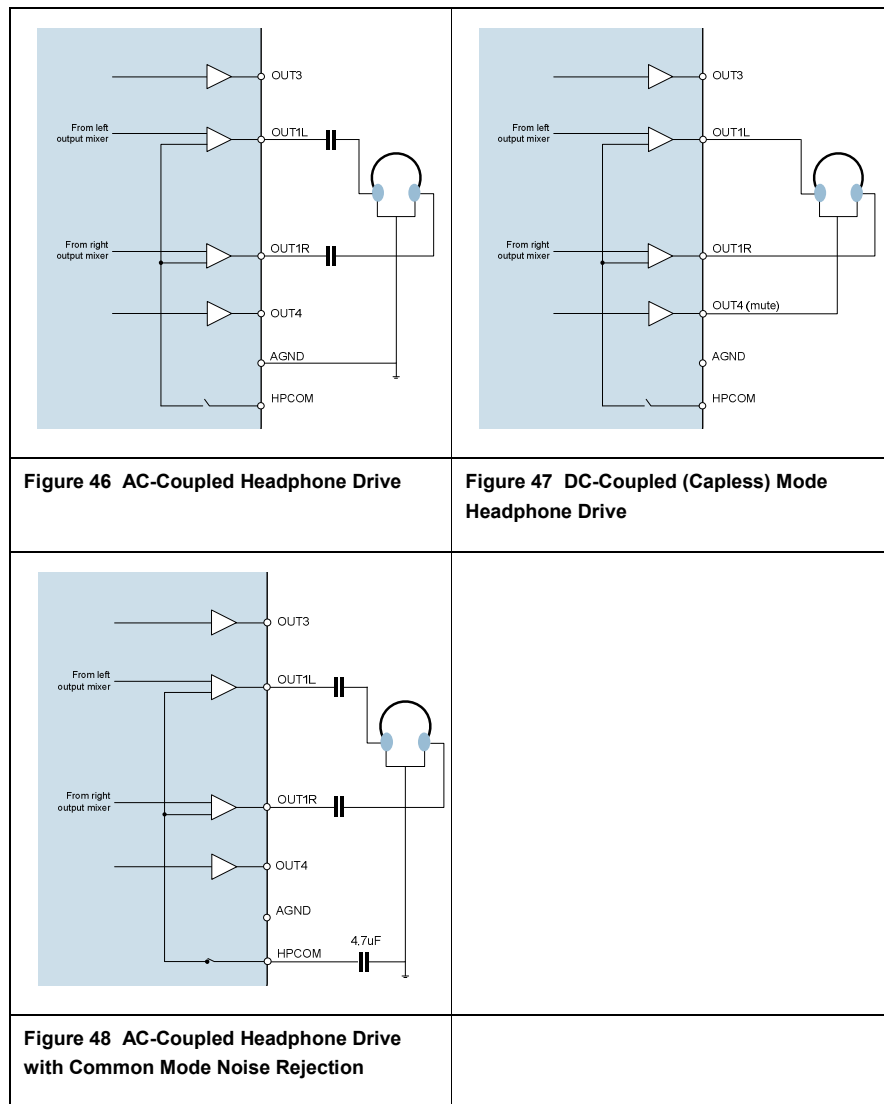 OUT3
From left
output mixer
OUT1L
From right
output mixer
OUT1R
OUT4
AGND
HPCOM
Figure 46 AC-Coupled Headphone Drive
OUT3
From left
output mixer
OUT1L
From right
output mixer
OUT1R
OUT4 (mute)
AGND
HPCOM
Figure 47 DC-Coupled (Capless) Mode
Headphone Drive
OUT3
From left
output mixer
OUT1L
From right
output mixer
OUT1R
OUT4
AGND
HPCOM
4.7uF
Figure 48 AC-Coupled Headphone Drive
with Common Mode Noise Rejection